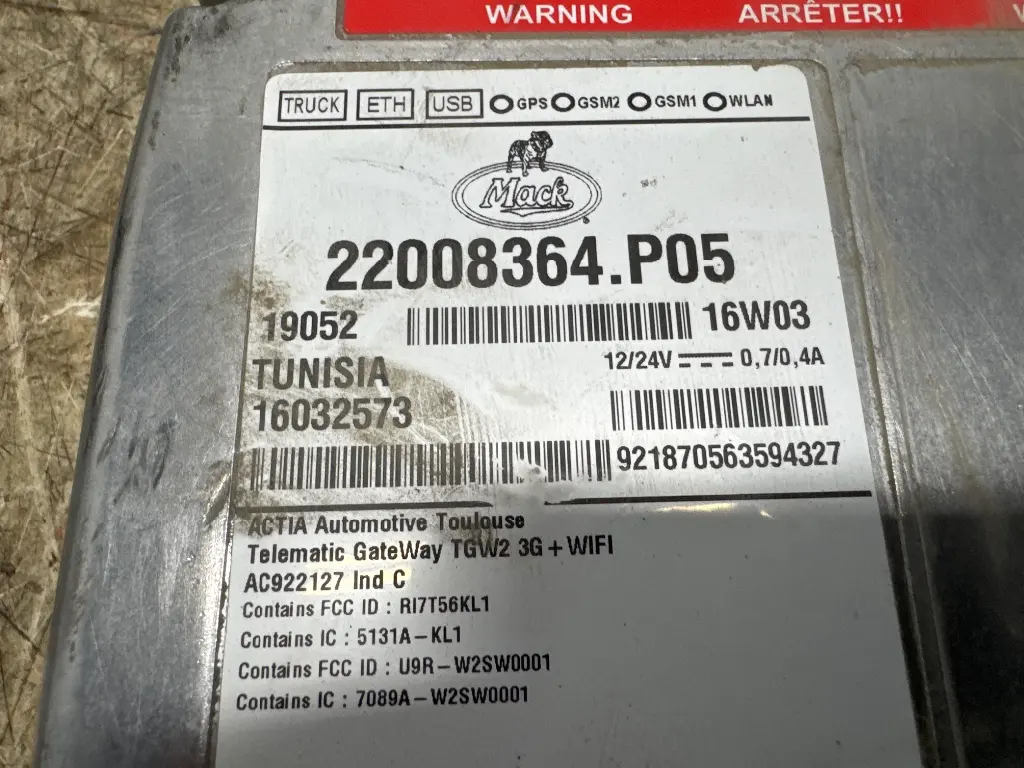 WARNING ARRÊTER!!
TRUCK ETH USB GPS GSM2 GSM1 WLAN
Mack
22008364.P05
19052 16W03
TUNISIA 12/24V 0,7/0,4A
16032573
921870563594327
ACTIA Automotive Toulouse
Telematic GateWay TGW2 3G+WIFI
AC922127 Ind C
Contains FCC ID : RI7T56KL1
Contains IC : 5131A-KL1
Contains FCC ID : U9R-W2SW0001
Contains IC : 7089A-W2SW0001